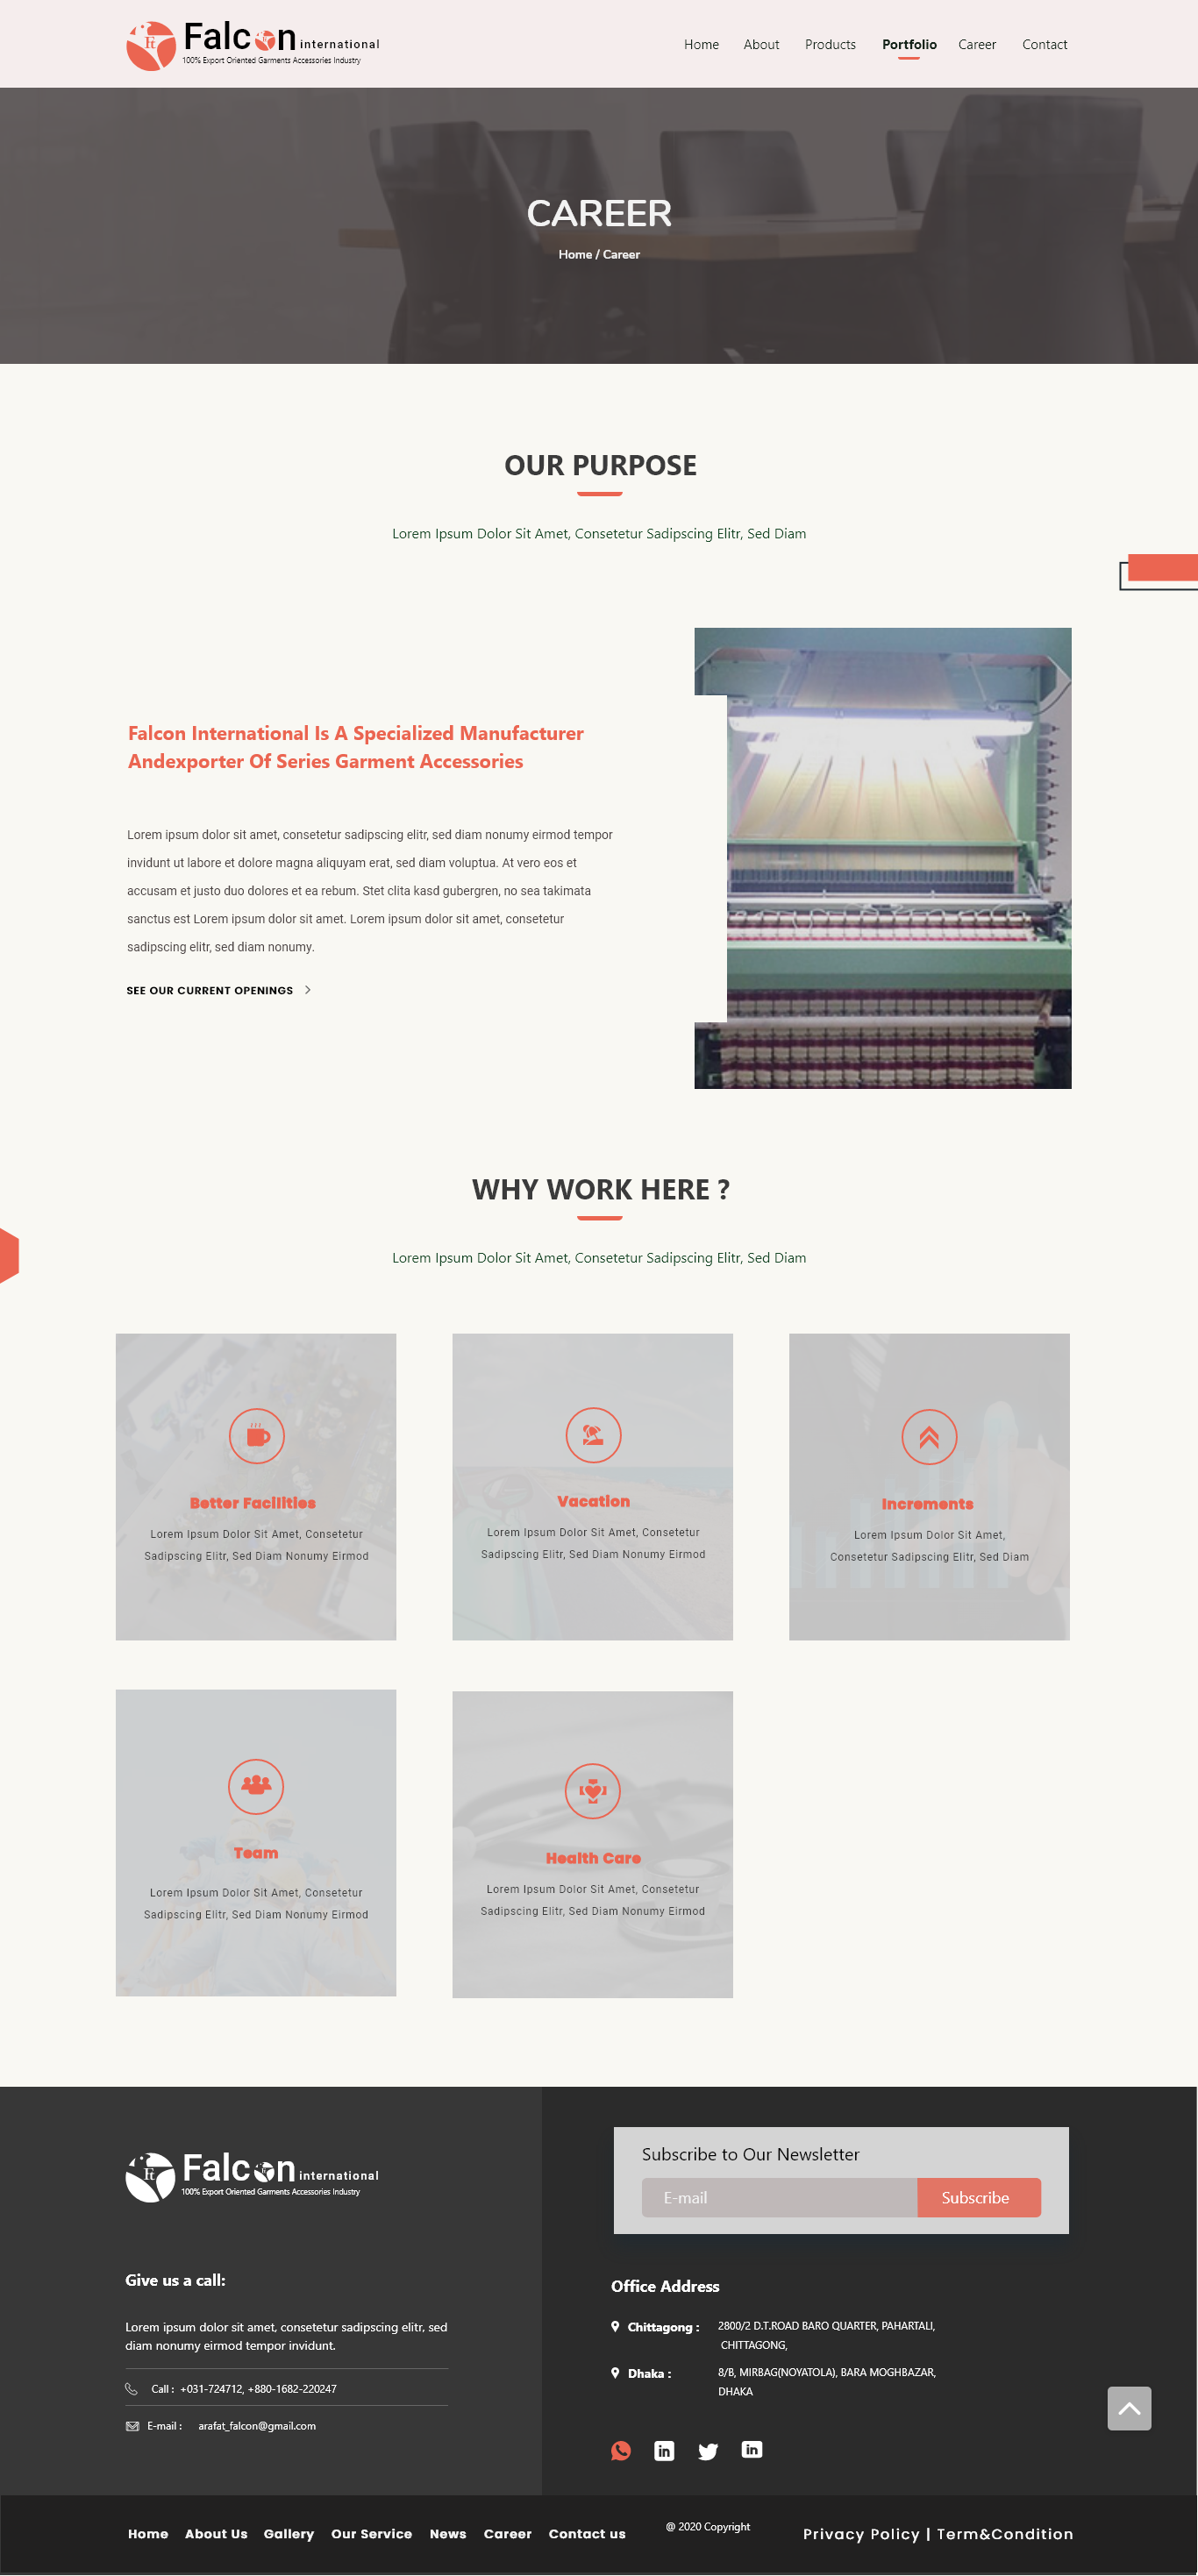 Falcon international
100% Export Oriented Garments Accessories Industry
Home About Products Portfolio Career Contact
CAREER
Home / Career
OUR PURPOSE
Lorem Ipsum Dolor Sit Amet, Consetetur Sadipscing Elitr, Sed Diam
Falcon International Is A Specialized Manufacturer
Andexporter Of Series Garment Accessories
Lorem ipsum dolor sit amet, consetetur sadipscing elitr, sed diam nonumy eirmod tempor
invidunt ut labore et dolore magna aliquyam erat, sed diam voluptua. At vero eos et
accusam et justo duo dolores et ea rebum. Stet clita kasd gubergren, no sea takimata
sanctus est Lorem ipsum dolor sit amet. Lorem ipsum dolor sit amet, consetetur
sadipscing elitr, sed diam nonumy.
SEE OUR CURRENT OPENINGS
WHY WORK HERE ?
Lorem Ipsum Dolor Sit Amet, Consetetur Sadipscing Elitr, Sed Diam
Better Facilities
Lorem Ipsum Dolor Sit Amet, Consetetur
Sadipscing Elitr, Sed Diam Nonumy Eirmod
Vacation
Lorem Ipsum Dolor Sit Amet, Consetetur
Sadipscing Elitr, Sed Diam Nonumy Eirmod
Increments
Lorem Ipsum Dolor Sit Amet,
Consetetur Sadipscing Elitr, Sed Diam
Team
Lorem Ipsum Dolor Sit Amet, Consetetur
Sadipscing Elitr, Sed Diam Nonumy Eirmod
Health Care
Lorem Ipsum Dolor Sit Amet, Consetetur
Sadipscing Elitr, Sed Diam Nonumy Eirmod
Falcon international
100% Export Oriented Garments Accessories Industry
Give us a call:
Lorem ipsum dolor sit amet, consetetur sadipscing elitr, sed
diam nonumy eirmod tempor invidunt.
Call : +031-724712, +880-1682-220247
E-mail : arafat_falcon@gmail.com
Subscribe to Our Newsletter
E-mail Subscribe
Office Address
Chittagong : 2800/2 D.T.ROAD BARO QUARTER, PAHARTALI,
CHITTAGONG,
Dhaka : 8/B, MIRBAG(NOYATOLA), BARA MOGHBAZAR,
DHAKA
Home About Us Gallery Our Service News Career Contact us
@ 2020 Copyright
Privacy Policy | Term&Condition